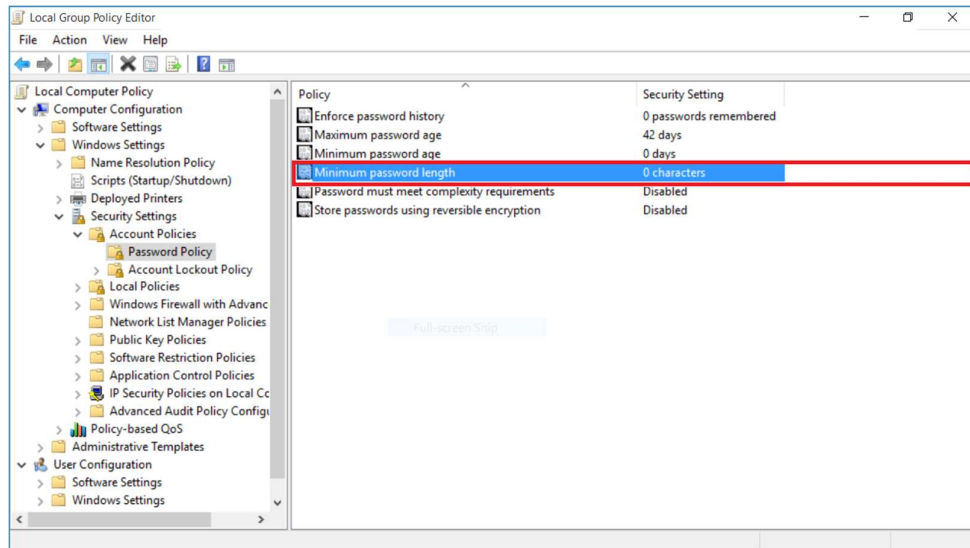 Local Group Policy Editor
File Action View Help
Local Computer Policy
Computer Configuration
Software Settings
Windows Settings
Name Resolution Policy
Scripts (Startup/Shutdown)
Deployed Printers
Security Settings
Account Policies
Password Policy
Account Lockout Policy
Local Policies
Windows Firewall with Advanc
Network List Manager Policies
Public Key Policies
Software Restriction Policies
Application Control Policies
IP Security Policies on Local Cc
Advanced Audit Policy Configu
Policy-based QoS
Administrative Templates
User Configuration
Software Settings
Windows Settings
Policy Security Setting
Enforce password history 0 passwords remembered
Maximum password age 42 days
Minimum password age 0 days
Minimum password length 0 characters
Password must meet complexity requirements Disabled
Store passwords using reversible encryption Disabled
Full-screen Snip